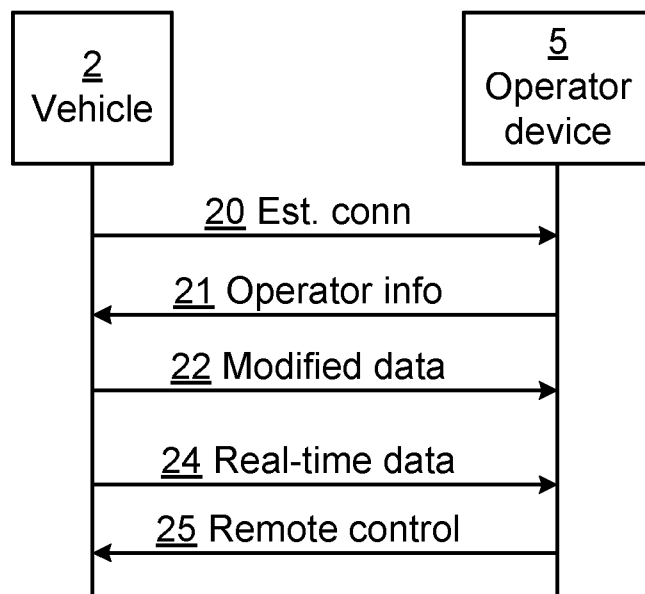 2
Vehicle
5
Operator
device
20 Est. conn
21 Operator info
22 Modified data
24 Real-time data
25 Remote control